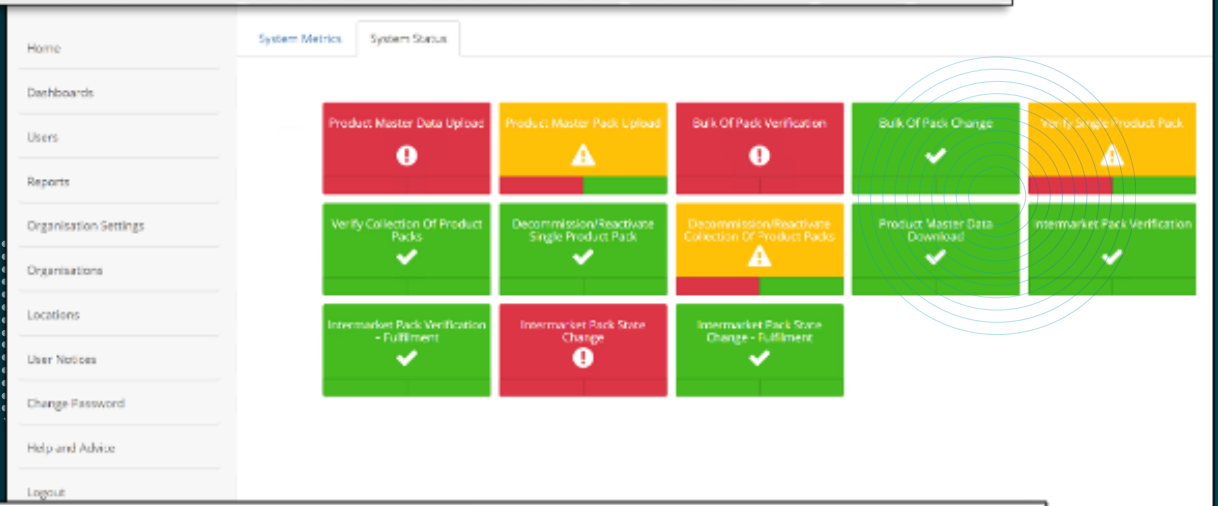 Home
Dashboards
Users
Reports
Organisation Settings
Organisations
Locations
User Notices
Change Password
Help and Advice
Logout
System Metrics
System Status
Product Master Data Upload
Product Master Pack Upload
Bulk Of Pack Verification
Bulk Of Pack Change
Verify Single Product Pack
Verify Collection Of Product
Packs
Decommission/Reactivate
Single Product Pack
Decommission/Reactivate
Collection Of Product Packs
Product Master Data
Download
Intermarket Pack Verification
Intermarket Pack Verification
- Fulfilment
Intermarket Pack State
Change
Intermarket Pack State
Change - Fulfilment